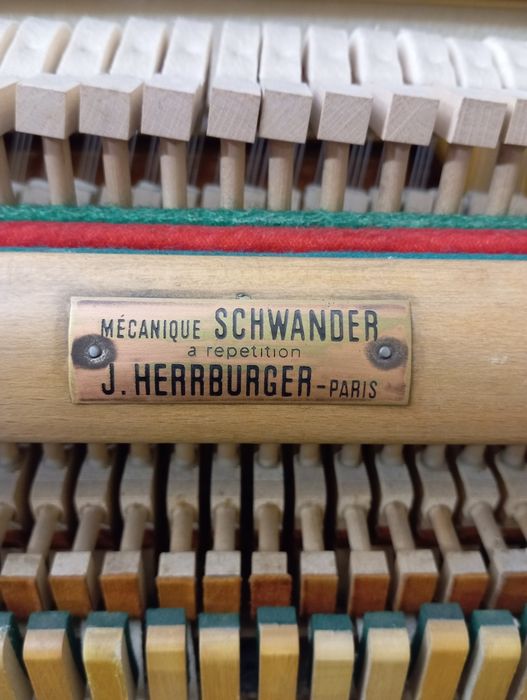 MÉCANIQUE SCHWANDER
a repetition
J. HERRBURGER-PARIS